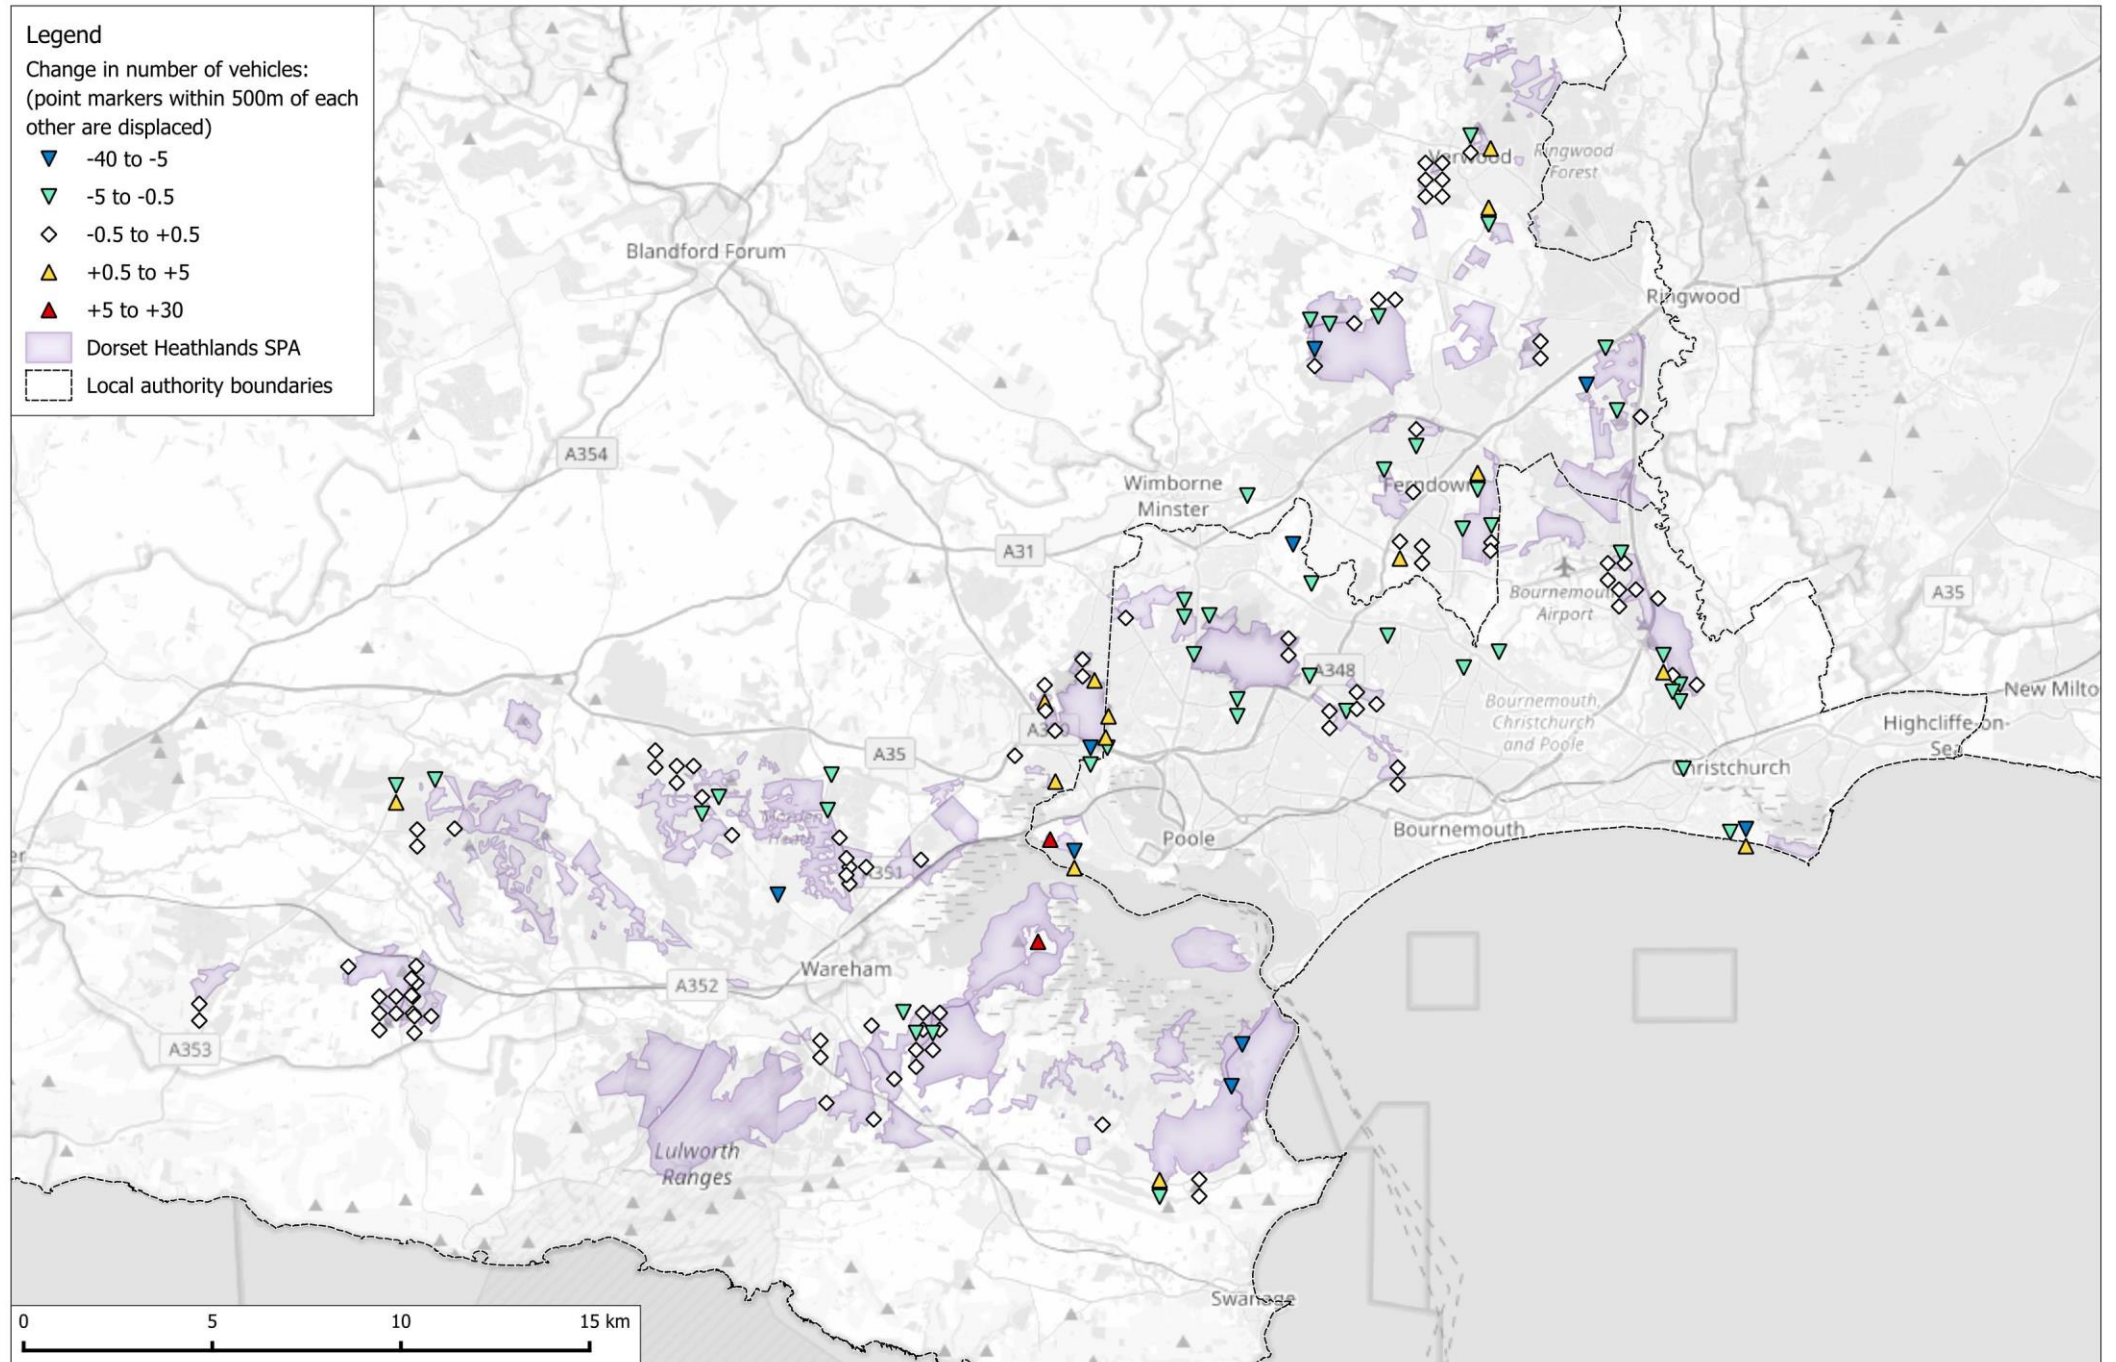 Legend
Change in number of vehicles:
(point markers within 500m of each
other are displaced)
-40 to -5
-5 to -0.5
-0.5 to +0.5
+0.5 to +5
+5 to +30
Dorset Heathlands SPA
Local authority boundaries
Verwood
Ringwood
Forest
Blandford Forum
Ringwood
A354
Wimborne
Minster
Ferndown
A31
Bournemouth
Airport
A35
A348
New Milto
Bournemouth,
Christchurch
and Poole
Highcliffe-on-
Sea
A35
Christchurch
Morden
Heath
Poole
Bournemouth
er
A351
Wareham
A352
A353
Lulworth
Ranges
Swanage
0 5 10 15 km